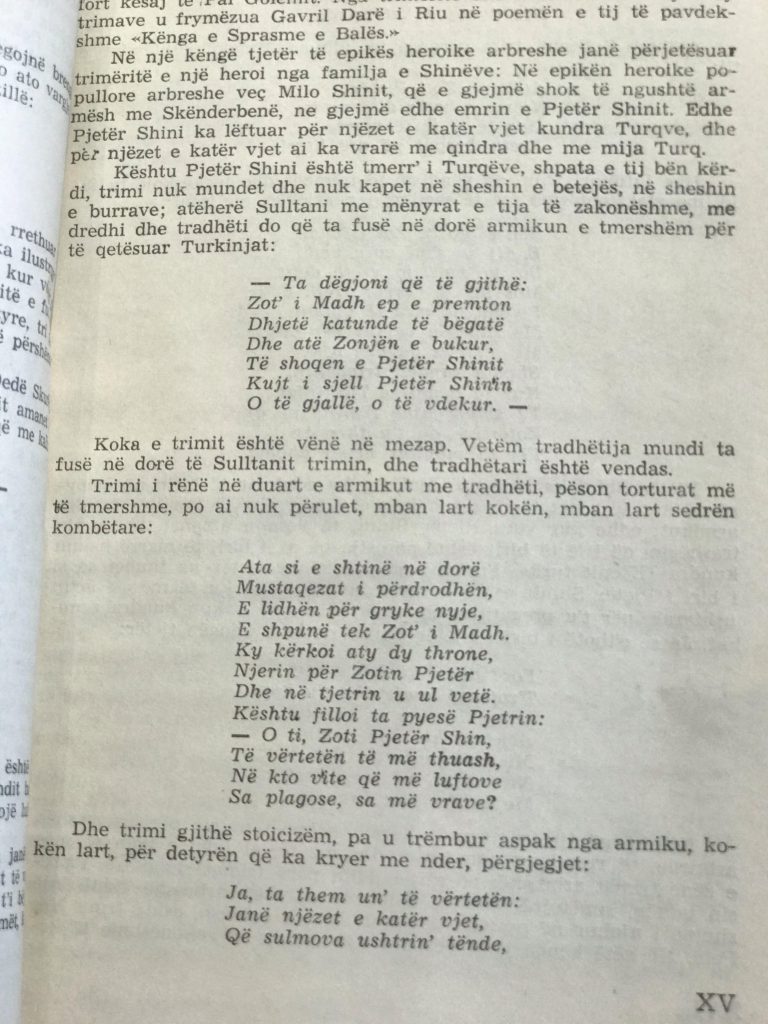 fort kësaj të Pal Golemit. Nga
trimave u frymëzua Gavril Darë i Riu në poemën e tij të pavdek-
shme «Kënga e Sprasme e Balës.»
Në një këngë tjetër të epikës heroike arbreshe janë përjetësuar
trimëritë e një heroi nga familja e Shinëve: Në epikën heroike po-
pullore arbreshe veç Milo Shinit, që e gjejmë shok të ngushtë ar-
mësh me Skënderbenë, ne gjejmë edhe emrin e Pjetër Shinit. Edhe
Pjetër Shini ka lëftuar për njëzet e katër vjet kundra Turqve, dhe
për njëzet e katër vjet ai ka vrarë me qindra dhe me mija Turq.
Kështu Pjetër Shini është tmerr' i Turqëve, shpata e tij bën kër-
di, trimi nuk mundet dhe nuk kapet në sheshin e betejës, në sheshin
e burrave; atëherë Sulltani me mënyrat e tija të zakonëshme, me
dredhi dhe tradhëti do që ta fusë në dorë armikun e tmershëm për
të qetësuar Turkinjat:
— Ta dëgjoni që të gjithë:
Zot' i Madh ep e premton
Dhjetë katunde të bëgatë
Dhe atë Zonjën e bukur,
Të shoqen e Pjetër Shinit
Kujt i sjell Pjetër Shinin
O të gjallë, o të vdekur. —
Koka e trimit është vënë në mezap. Vetëm tradhëtija mundi ta
fusë në dorë të Sulltanit trimin, dhe tradhëtari është vendas.
Trimi i rënë në duart e armikut me tradhëti, pëson torturat më
të tmershme, po ai nuk përulet, mban lart kokën, mban lart sedrën
kombëtare:
Ata si e shtinë në dorë
Mustaqezat i përdrodhën,
E lidhën për gryke nyje,
E shpunë tek Zot' i Madh.
Ky kërkoi aty dy throne,
Njerin për Zotin Pjetër
Dhe në tjetrin u ul vetë.
Kështu filloi ta pyesë Pjetrin:
— O ti, Zoti Pjetër Shin,
Të vërtetën të më thuash,
Në kto vite që më luftove
Sa plagose, sa më vrave?
Dhe trimi gjithë stoicizëm, pa u trëmbur aspak nga armiku, ko-
kën lart, për detyrën që ka kryer me nder, përgjegjet:
Ja, ta them un' të vërtetën:
Janë njëzet e katër vjet,
Që sulmova ushtrin' tënde,
XV